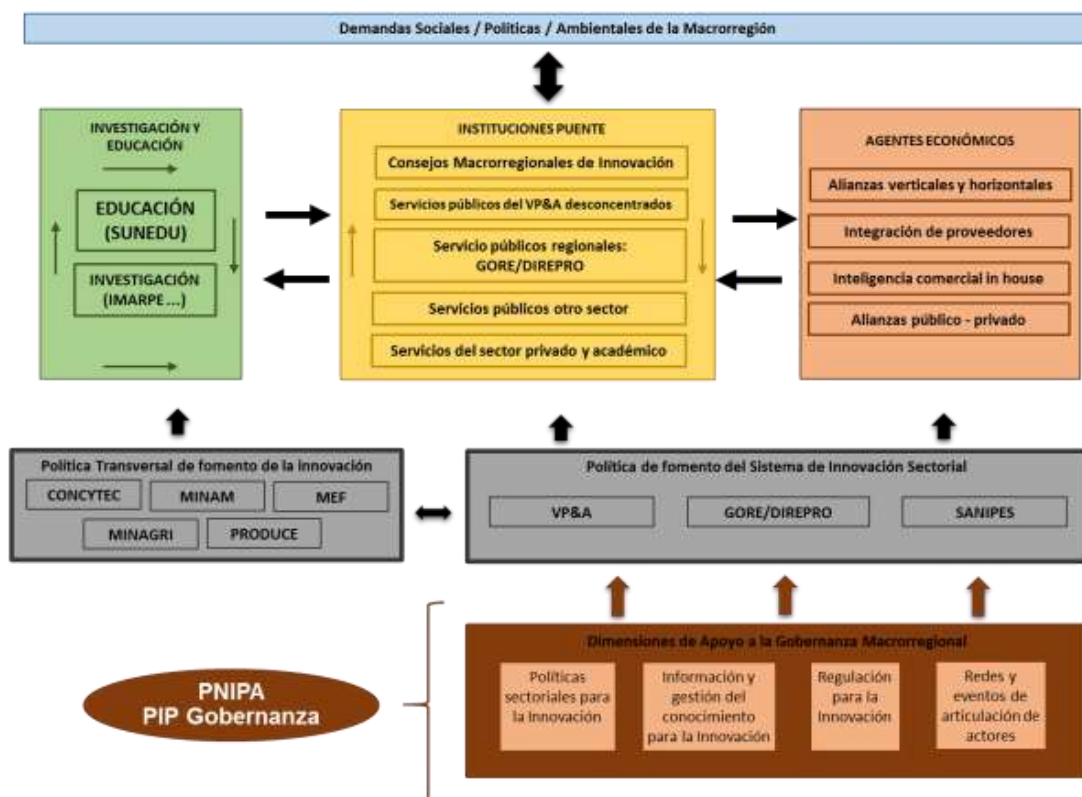 Demandas Sociales / Políticas / Ambientales de la Macrorregión
INVESTIGACIÓN Y
EDUCACIÓN
EDUCACIÓN
(SUNEDU)
INVESTIGACIÓN
(IMARPE ...)
INSTITUCIONES PUENTE
Consejos Macrorregionales de Innovación
Servicios públicos del VP&A desconcentrados
Servicio públicos regionales:
GORE/DIREPRO
Servicios públicos otro sector
Servicios del sector privado y académico
AGENTES ECONÓMICOS
Alianzas verticales y horizontales
Integración de proveedores
Inteligencia comercial in house
Alianzas público - privado
Política Transversal de fomento de la innovación
CONCYTEC
MINAM
MEF
MINAGRI
PRODUCE
Política de fomento del Sistema de Innovación Sectorial
VP&A
GORE/DIREPRO
SANIPES
PNIPA
PIP Gobernanza
Dimensiones de Apoyo a la Gobernanza Macrorregional
Políticas
sectoriales para
la Innovación
Información y
gestión del
conocimiento
para la Innovación
Regulación
para la
Innovación
Redes y
eventos de
articulación de
actores